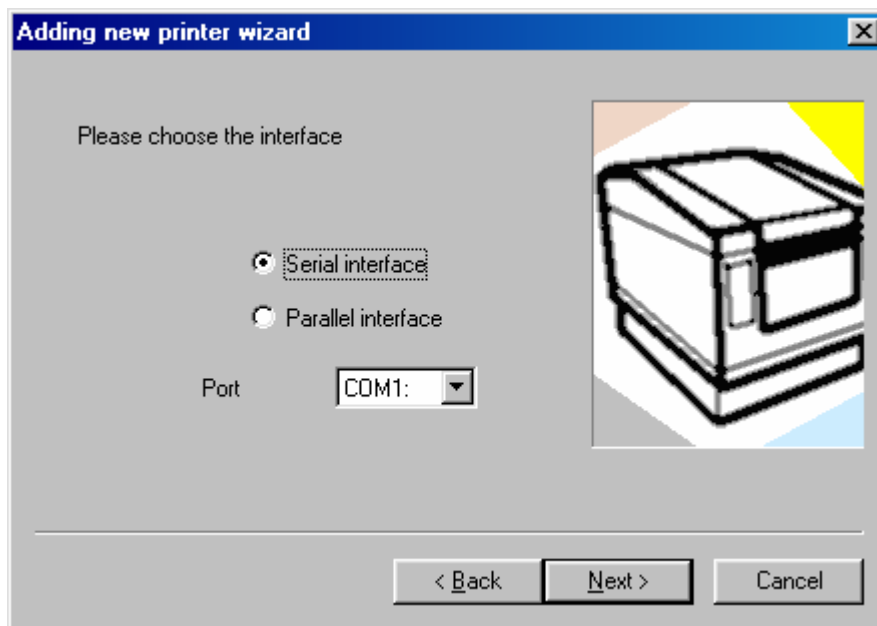 Adding new printer wizard
Please choose the interface
Serial interface
Parallel interface
Port COM1:
< Back Next > Cancel